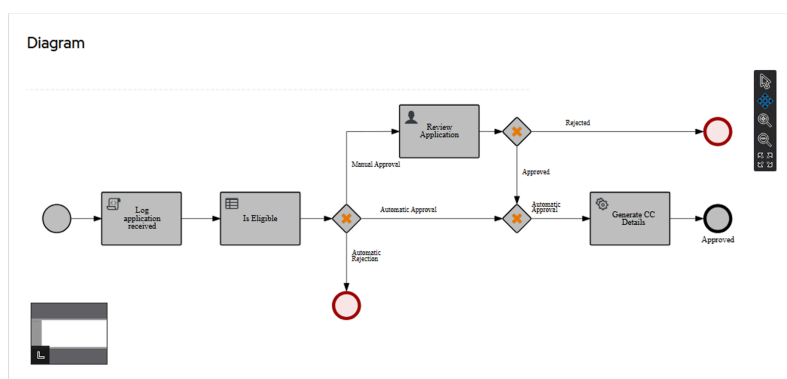 Diagram
Review
Application
Rejected
Manual Approval
Approved
Log
application
received
Is Eligible
Automatic Approval
Automatic
Approval
Generate CC
Details
Approved
Automatic
Rejection